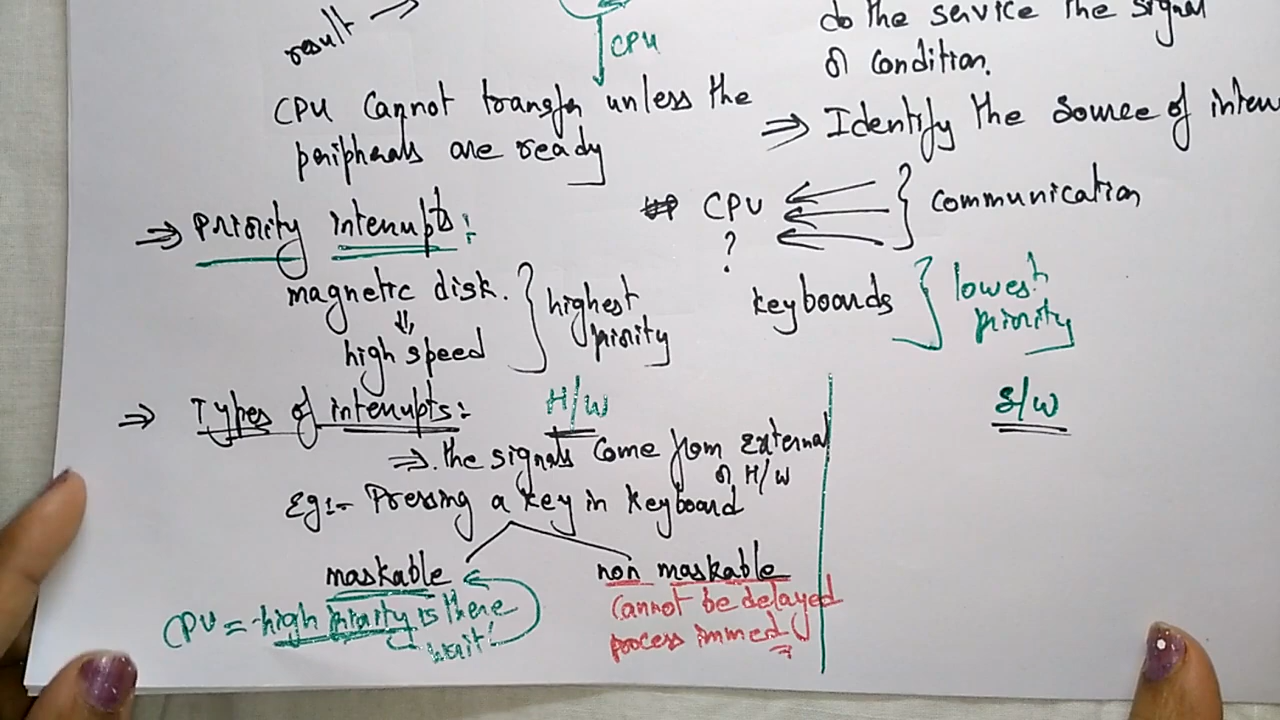 result
CPU
CPU Cannot transfer unless the
peripherals are ready
do the service the signal
or condition.
⇒ Identify the source of interr
⇒ Priority interrupts:
magnetic disk. } highest
⇓ priority
high speed
CPU } communication
?
keyboards } lowest
priority
⇒ Types of interrupts: H/W
S/W
⇒. the signals come from External
or H/W
Eg:- Pressing a key in keyboard
maskable non maskable
CPU = high priority is there
wait!
cannot be delayed
process immed